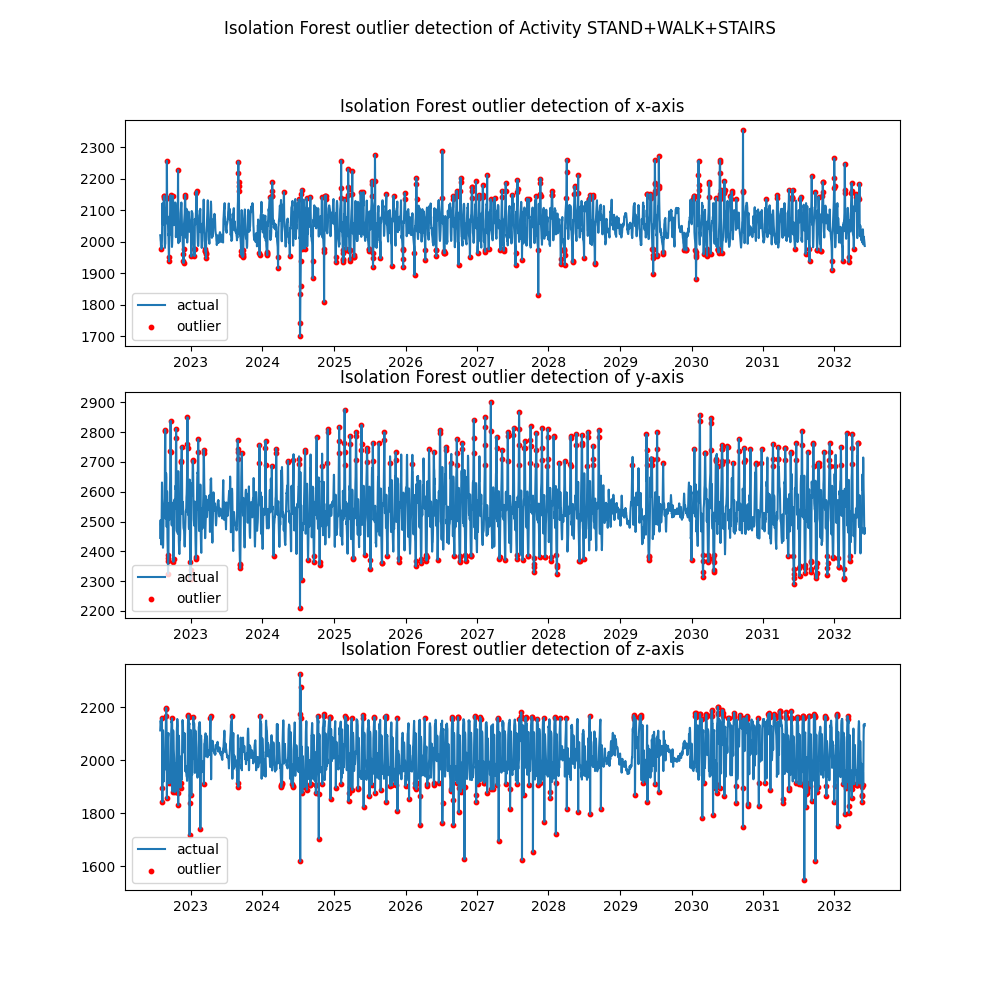 Isolation Forest outlier detection of Activity STAND+WALK+STAIRS
Isolation Forest outlier detection of x-axis
2300
2200
2100
2000
1900
1800
1700
actual
outlier
2023 2024 2025 2026 2027 2028 2029 2030 2031 2032
Isolation Forest outlier detection of y-axis
2900
2800
2700
2600
2500
2400
2300
2200
actual
outlier
2023 2024 2025 2026 2027 2028 2029 2030 2031 2032
Isolation Forest outlier detection of z-axis
2200
2000
1800
1600
actual
outlier
2023 2024 2025 2026 2027 2028 2029 2030 2031 2032